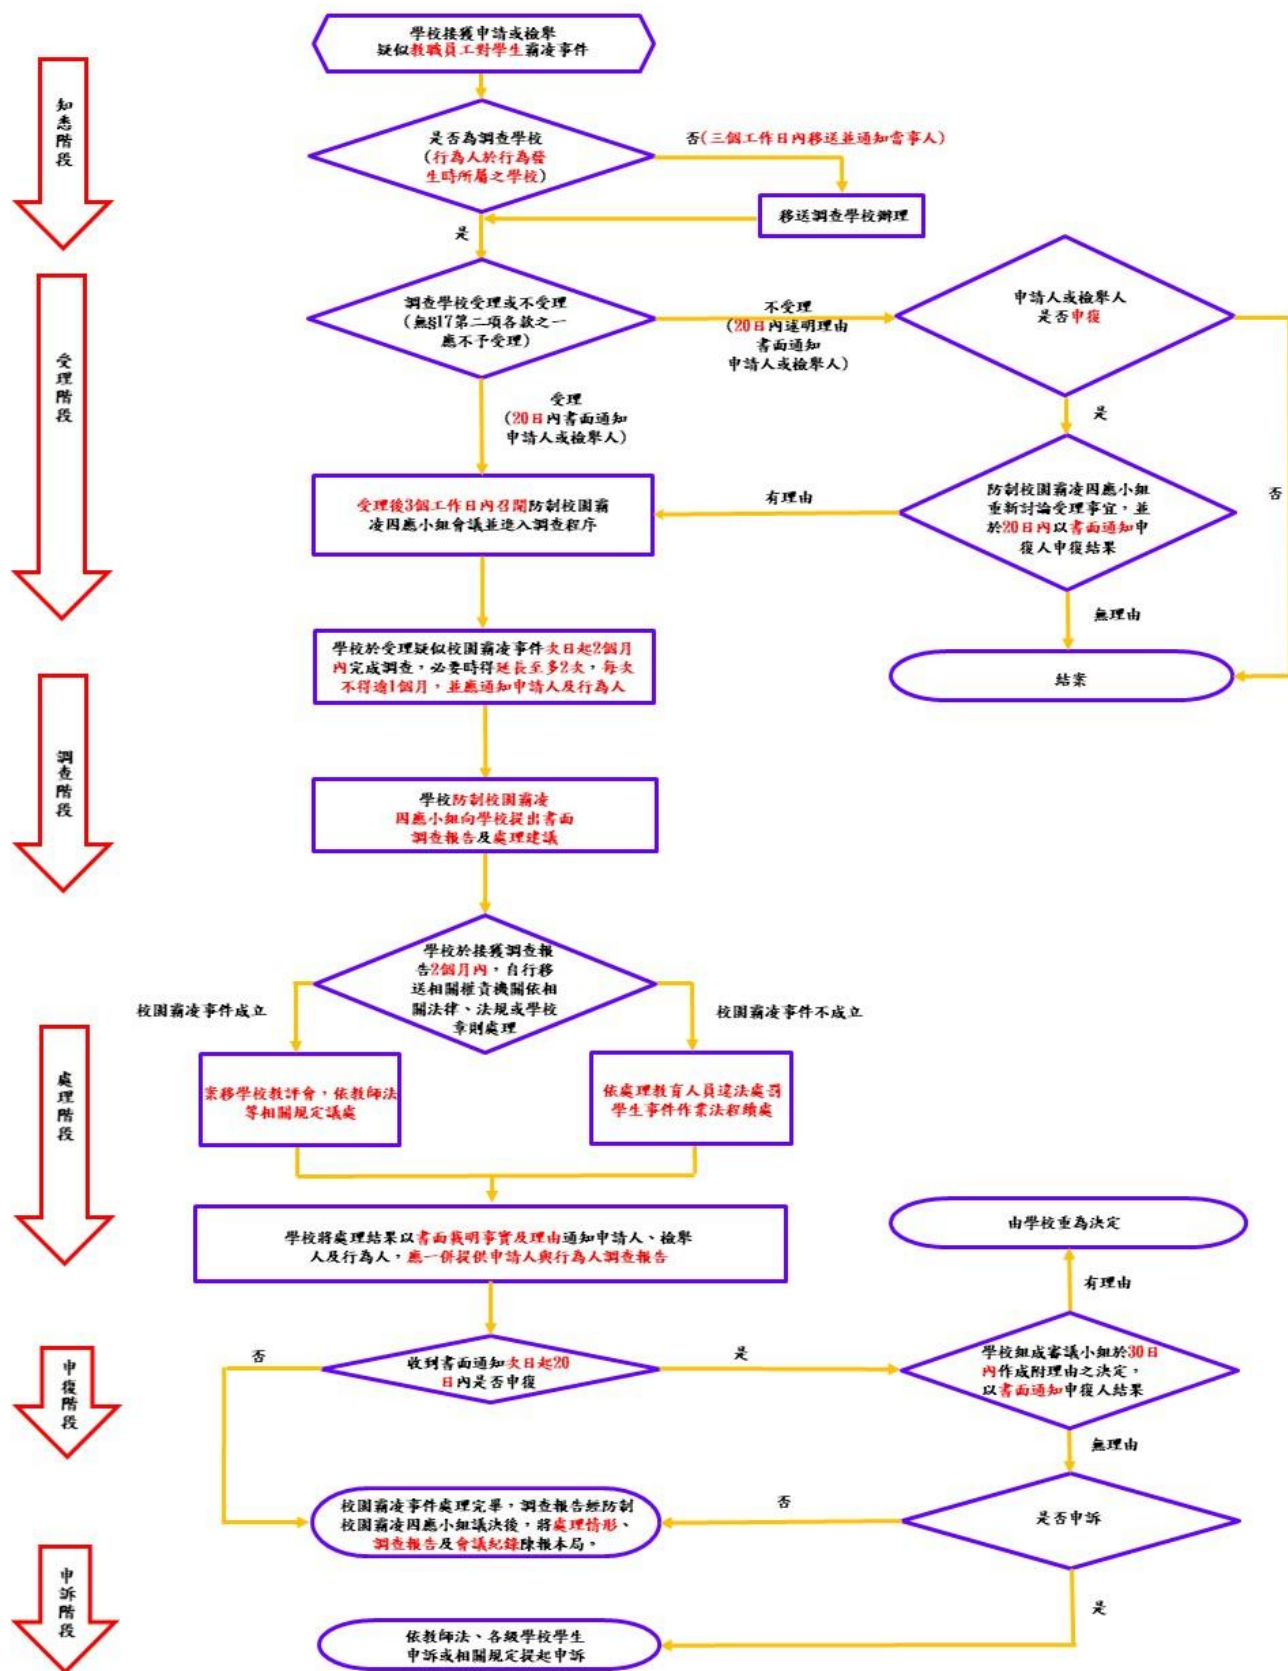 學校接獲申請或檢舉
疑似教職員工對學生霸凌事件
知悉階段
是否為調查學校
(行為人於行為發
生時所屬之學校)
否(三個工作日內移送並通知當事人)
移送調查學校辦理
是
受理階段
調查學校受理或不受理
(無§17第二項各款之一
應不予受理)
不受理
(20日內述明理由
書面通知
申請人或檢舉人)
申請人或檢舉人
是否申復
受理
(20日內書面通知
申請人或檢舉人)
是
否
受理後3個工作日內召開防制校園霸
凌因應小組會議並進入調查程序
有理由
防制校園霸凌因應小組
重新討論受理事宜，並
於20日內以書面通知申
復人申復結果
無理由
結案
學校於受理疑似校園霸凌事件次日起2個月
內完成調查，必要時得延長至多2次，每次
不得逾1個月，並應通知申請人及行為人
調查階段
學校防制校園霸凌
因應小組向學校提出書面
調查報告及處理建議
學校於接獲調查報
告2個月內，自行移
送相關權責機關依相
關法律、法規或學校
章則處理
校園霸凌事件成立
校園霸凌事件不成立
處理階段
案移學校教評會，依教師法
等相關規定議處
依處理教育人員違法處罰
學生事件作業法程續處
學校將處理結果以書面載明事實及理由通知申請人、檢舉
人及行為人，應一併提供申請人與行為人調查報告
由學校重為決定
有理由
申復階段
否
收到書面通知次日起20
日內是否申復
是
學校組成審議小組於30日
內作成附理由之決定，
以書面通知申復人結果
無理由
校園霸凌事件處理完畢，調查報告經防制
校園霸凌因應小組議決後，將處理情形、
調查報告及會議紀錄陳報本局。
否
是否申訴
是
申訴階段
依教師法、各級學校學生
申訴或相關規定提起申訴